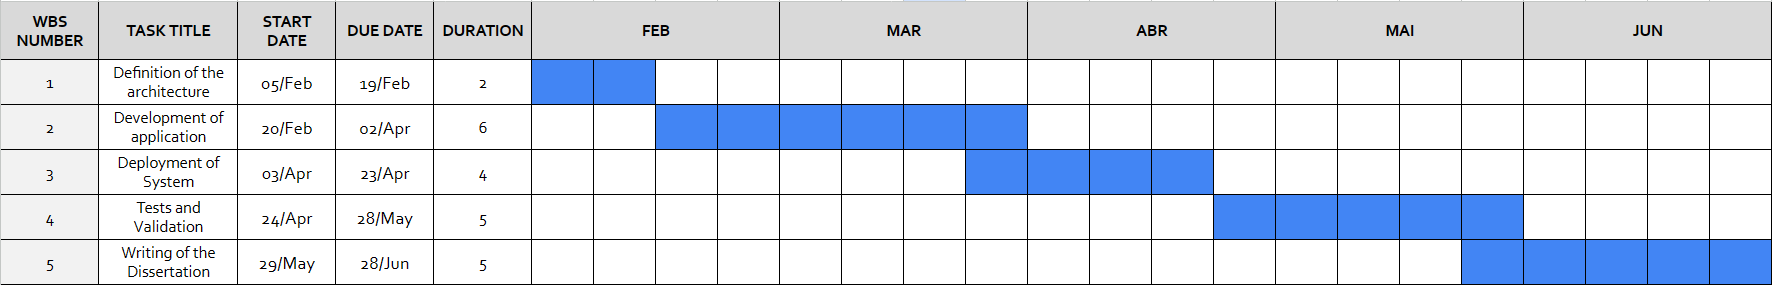 WBS NUMBER TASK TITLE START DATE DUE DATE DURATION FEB MAR ABR MAI JUN
1 Definition of the architecture 05/Feb 19/Feb 2
2 Development of application 20/Feb 02/Apr 6
3 Deployment of System 03/Apr 23/Apr 4
4 Tests and Validation 24/Apr 28/May 5
5 Writing of the Dissertation 29/May 28/Jun 5